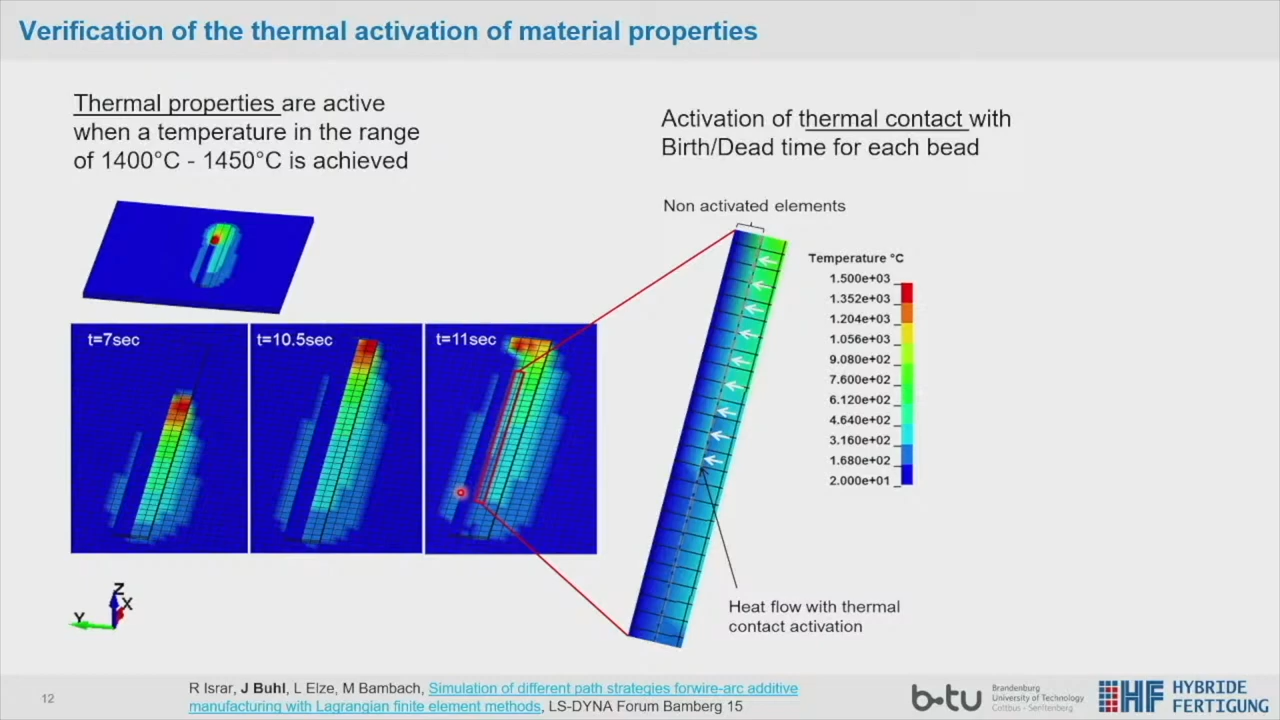 Verification of the thermal activation of material properties
Thermal properties are active
when a temperature in the range
of 1400°C - 1450°C is achieved
Activation of thermal contact with
Birth/Dead time for each bead
Non activated elements
Temperature °C
1.500e+03
1.352e+03
1.204e+03
1.056e+03
9.080e+02
7.600e+02
6.120e+02
4.640e+02
3.160e+02
1.680e+02
2.000e+01
t=7sec
t=10.5sec
t=11sec
Heat flow with thermal
contact activation
Z
X
Y
12
R Israr, J Buhl, L Elze, M Bambach, Simulation of different path strategies forwire-arc additive
manufacturing with Lagrangian finite element methods, LS-DYNA Forum Bamberg 15
b-tu
Brandenburg
University of Technology
Cottbus - Senftenberg
HF
HYBRIDE
FERTIGUNG